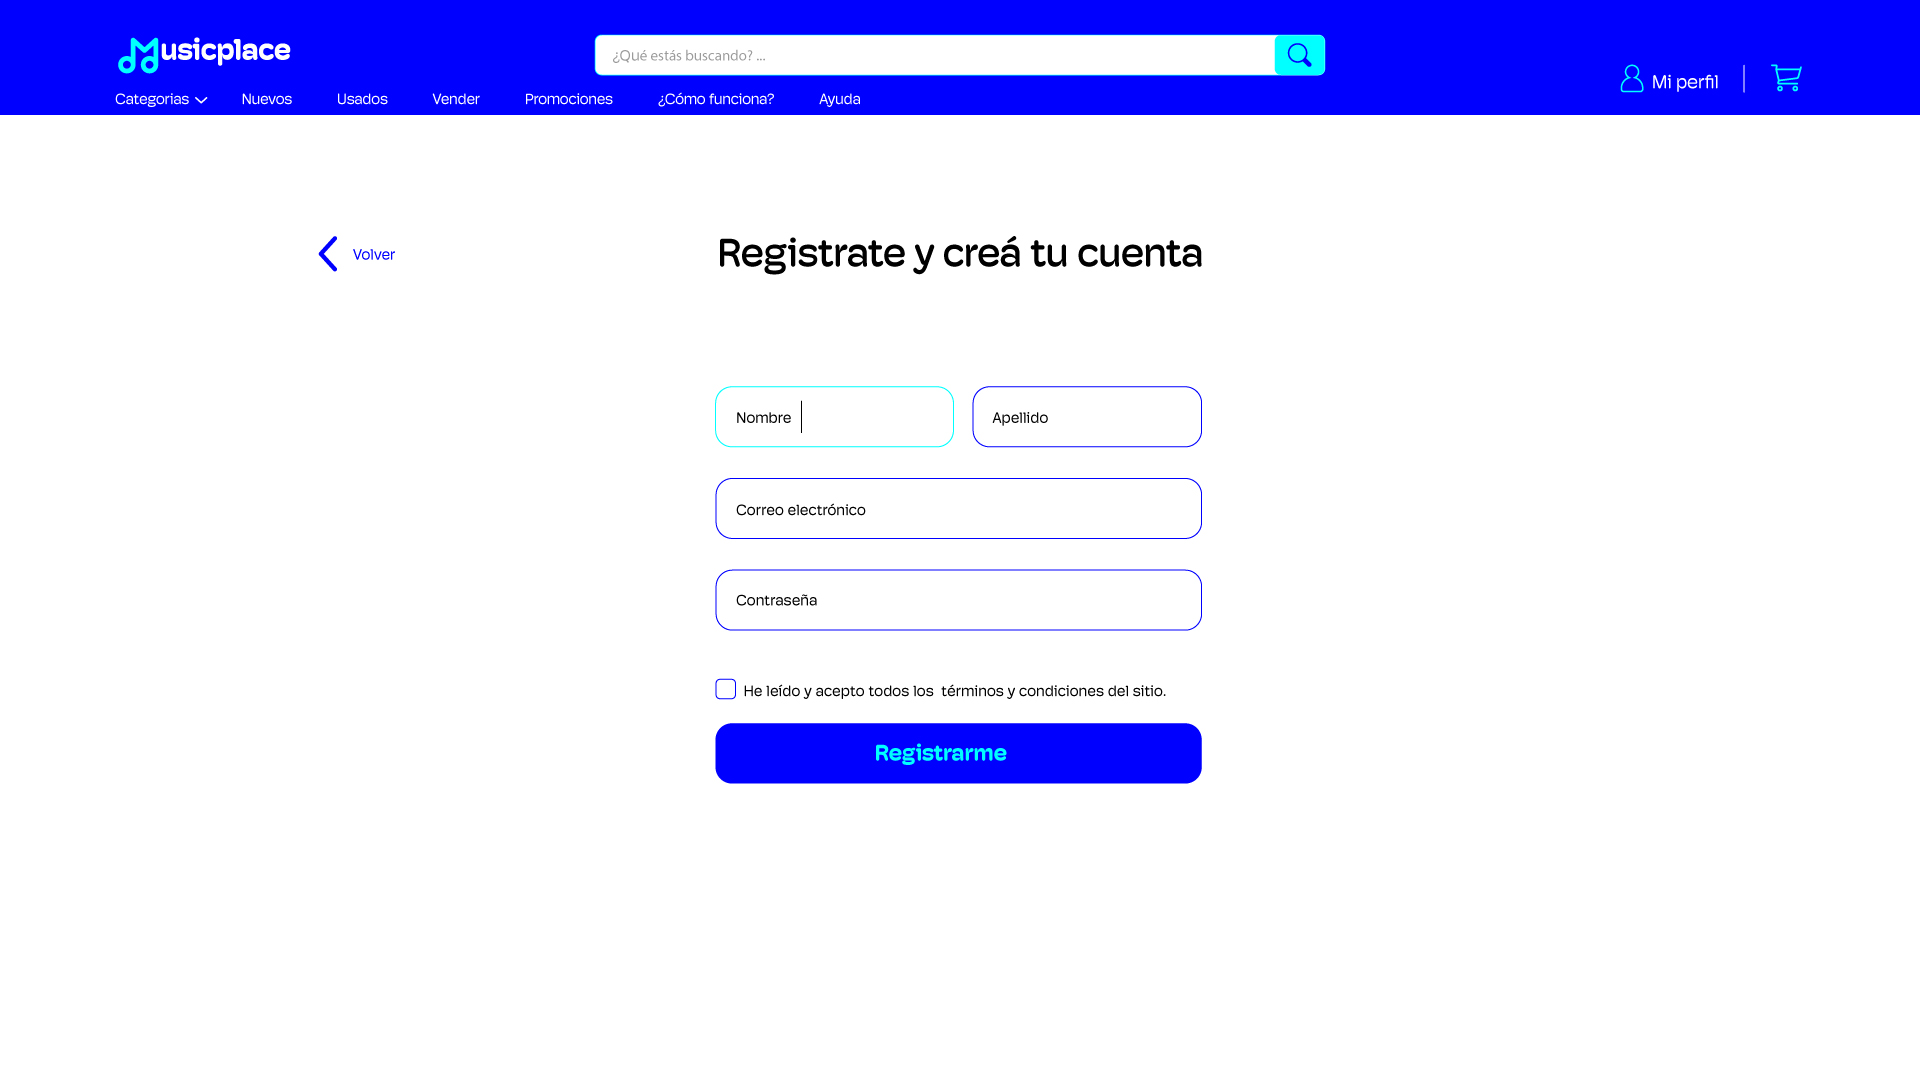 Musicplace
¿Qué estás buscando? ...
Categorias
Nuevos
Usados
Vender
Promociones
¿Cómo funciona?
Ayuda
Mi perfil
Volver
Registrate y creá tu cuenta
Nombre
Apellido
Correo electrónico
Contraseña
He leído y acepto todos los términos y condiciones del sitio.
Registrarme